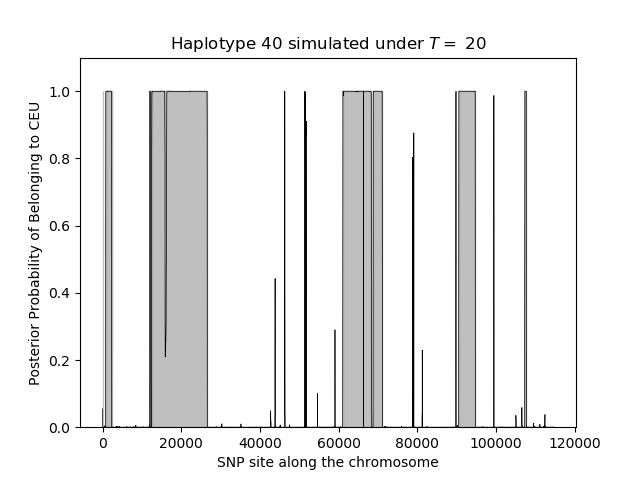 Haplotype 40 simulated under T = 20
Posterior Probability of Belonging to CEU
1.0
0.8
0.6
0.4
0.2
0.0
0 20000 40000 60000 80000 100000 120000
SNP site along the chromosome